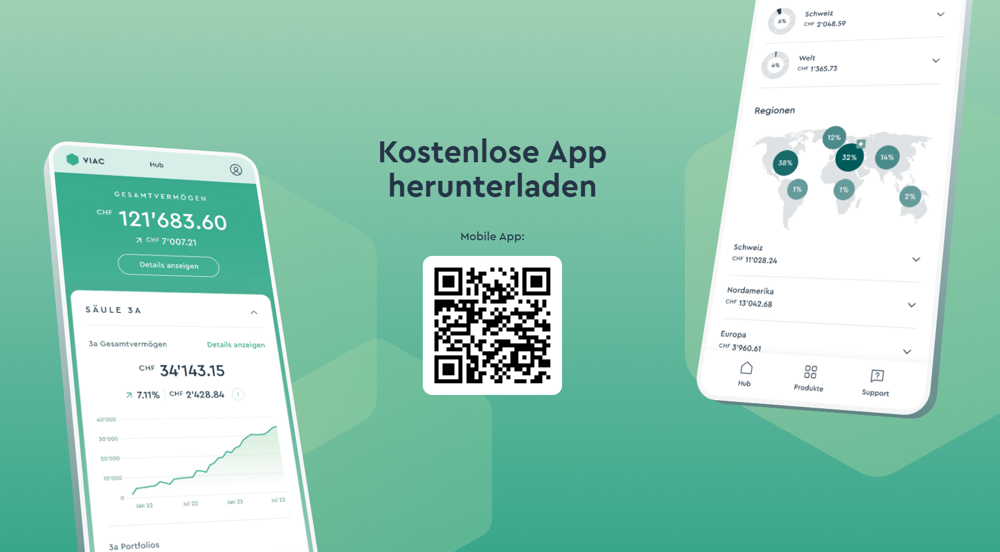 VIAC
Hub
GESAMTVERMÖGEN
CHF 121'683.60
CHF 7'007.21
Details anzeigen
SÄULE 3A
3a Gesamtvermögen
Details anzeigen
CHF 34'143.15
7.11%
CHF 2'428.84
i
40'000
30'000
20'000
10'000
0
Jan 22
Jul 22
Jan 23
Jul 23
3a Portfolios
Kostenlose App
herunterladen
Mobile App:
6%
Schweiz
CHF 2'048.59
4%
Welt
CHF 1'365.73
Regionen
12%
38%
32%
14%
1%
1%
2%
Schweiz
CHF 11'028.24
Nordamerika
CHF 13'042.68
Europa
CHF 3'960.61
Hub
Produkte
?
Support